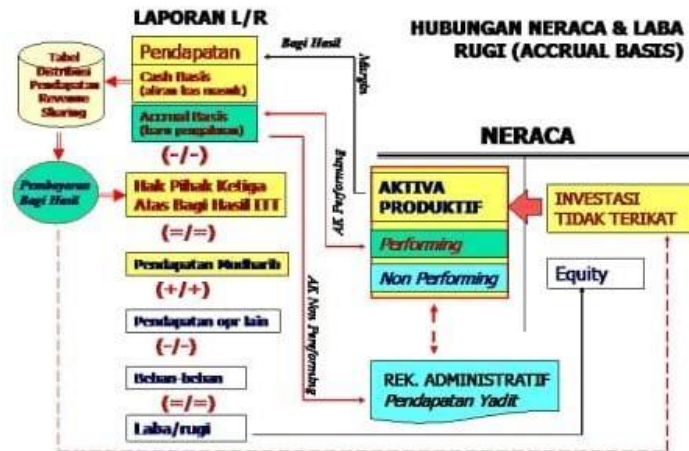 LAPORAN L/R
HUBUNGAN NERACA & LABA
RUGI (ACCRUAL BASIS)
Tabel
Distribusi
Pendapatan
Revenue
Sharing
Pendapatan
Cash Basis
(aliran kas masuk)
Accrual Basis
(baru pengakuan)
(-/-)
Pembayaran
Bagi Hasil
Hak Pihak Ketiga
Atas Bagi Hasil ITT
(=/=)
Pendapatan Mudharib
(+/+)
Pendapatan opr lain
(-/-)
Beban-beban
(=/=)
Laba/rugi
Bagi Hasil
Margin
AK Performing
AK Non Performing
NERACA
AKTIVA
PRODUKTIF
Performing
Non Performing
INVESTASI
TIDAK TERIKAT
Equity
REK. ADMINISTRATIF
Pendapatan Yadit